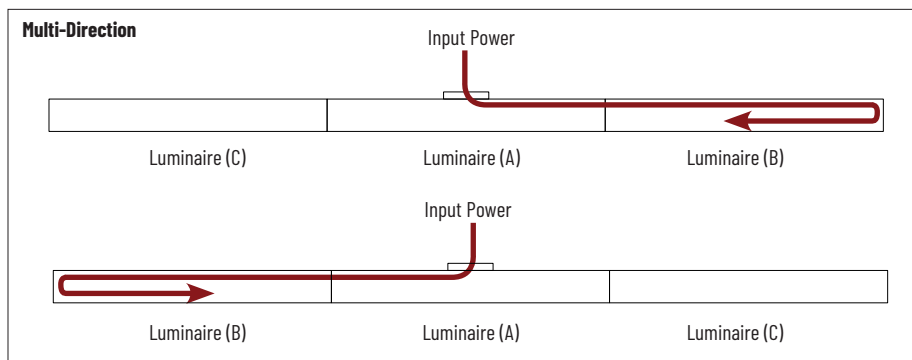 Multi-Direction
Input Power
Luminaire (C)
Luminaire (A)
Luminaire (B)
Input Power
Luminaire (B)
Luminaire (A)
Luminaire (C)